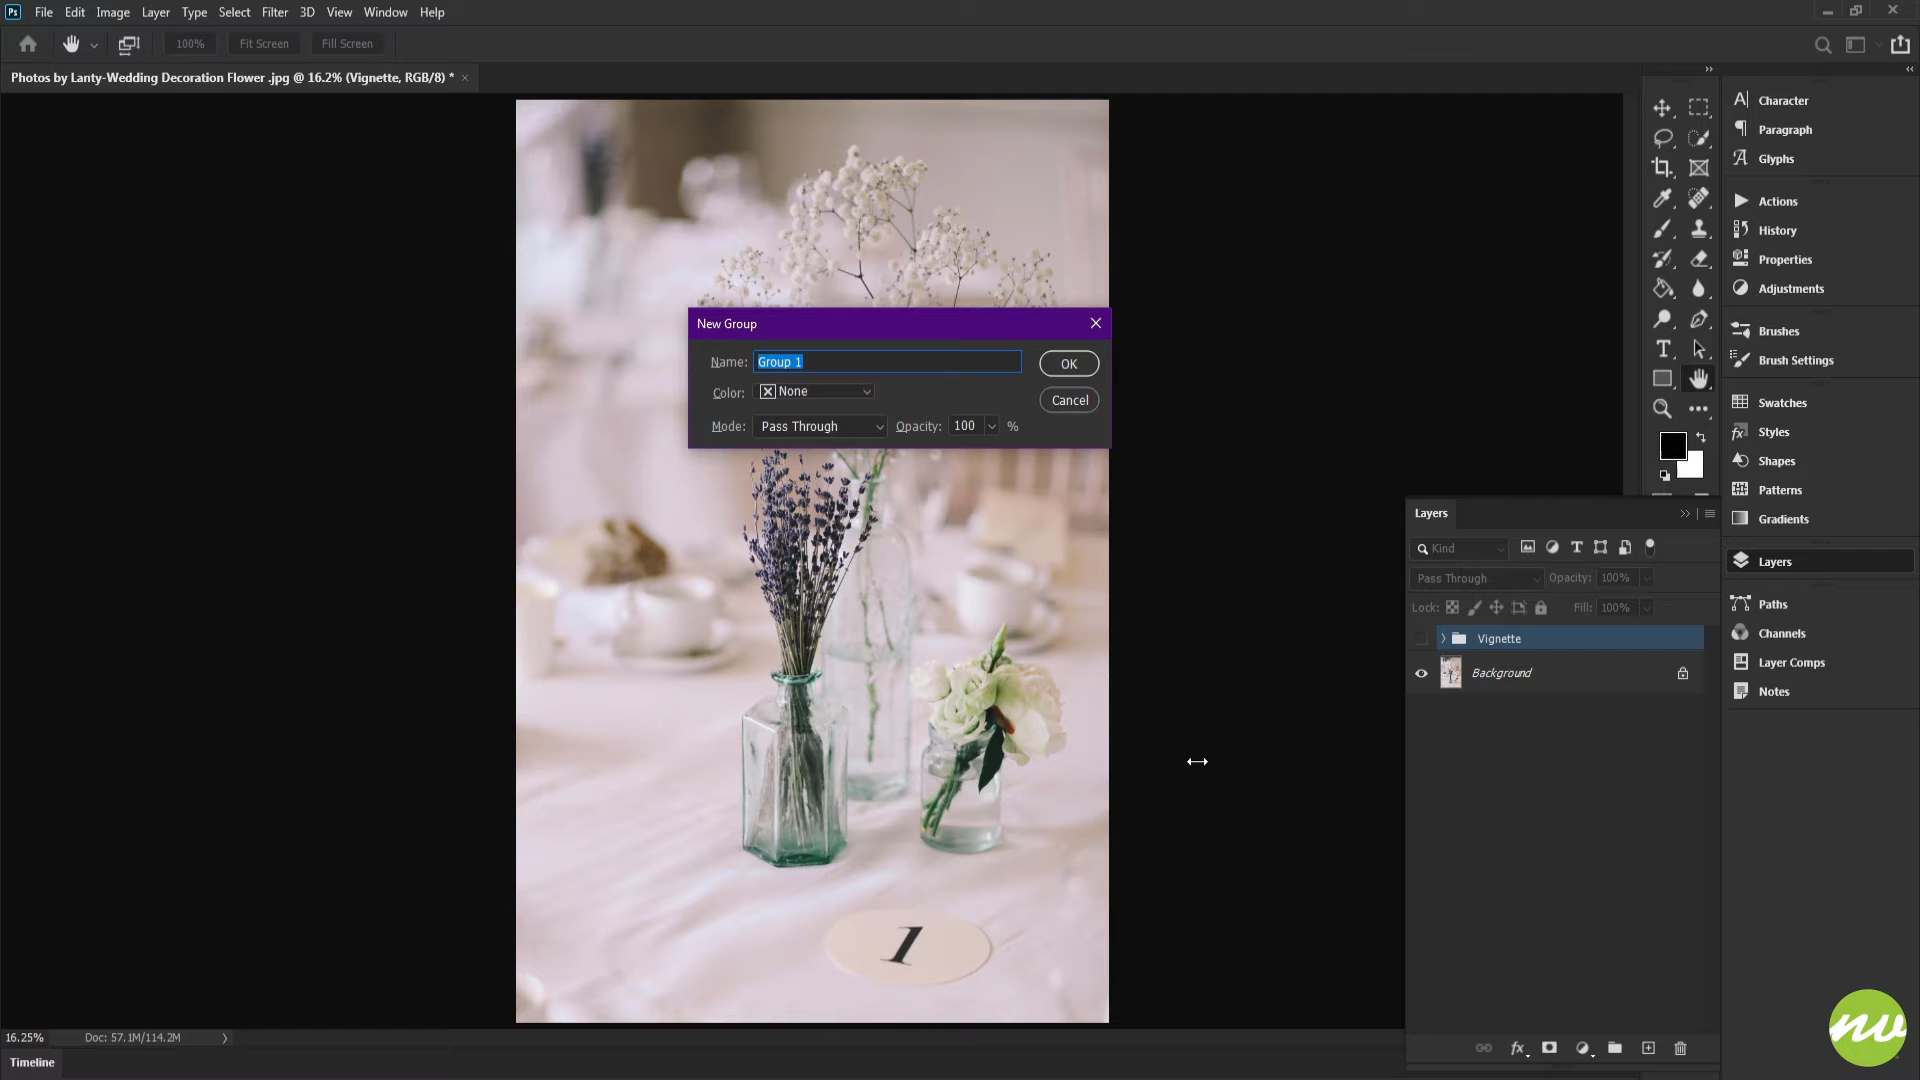 Ps File Edit Image Layer Type Select Filter 3D View Window Help
100% Fit Screen Fill Screen
Photos by Lanty-Wedding Decoration Flower .jpg @ 16.2% (Vignette, RGB/8) * ×
New Group
Name: Group 1 OK
Color: None Cancel
Mode: Pass Through Opacity: 100 %
1
Character
Paragraph
Glyphs
Actions
History
Properties
Adjustments
Brushes
Brush Settings
Swatches
Styles
Shapes
Patterns
Gradients
Layers
Paths
Channels
Layer Comps
Notes
Layers
Kind
Pass Through Opacity: 100%
Lock: Fill: 100%
Vignette
Background
fx
nv
16.25% Doc: 57.1M/114.2M
Timeline